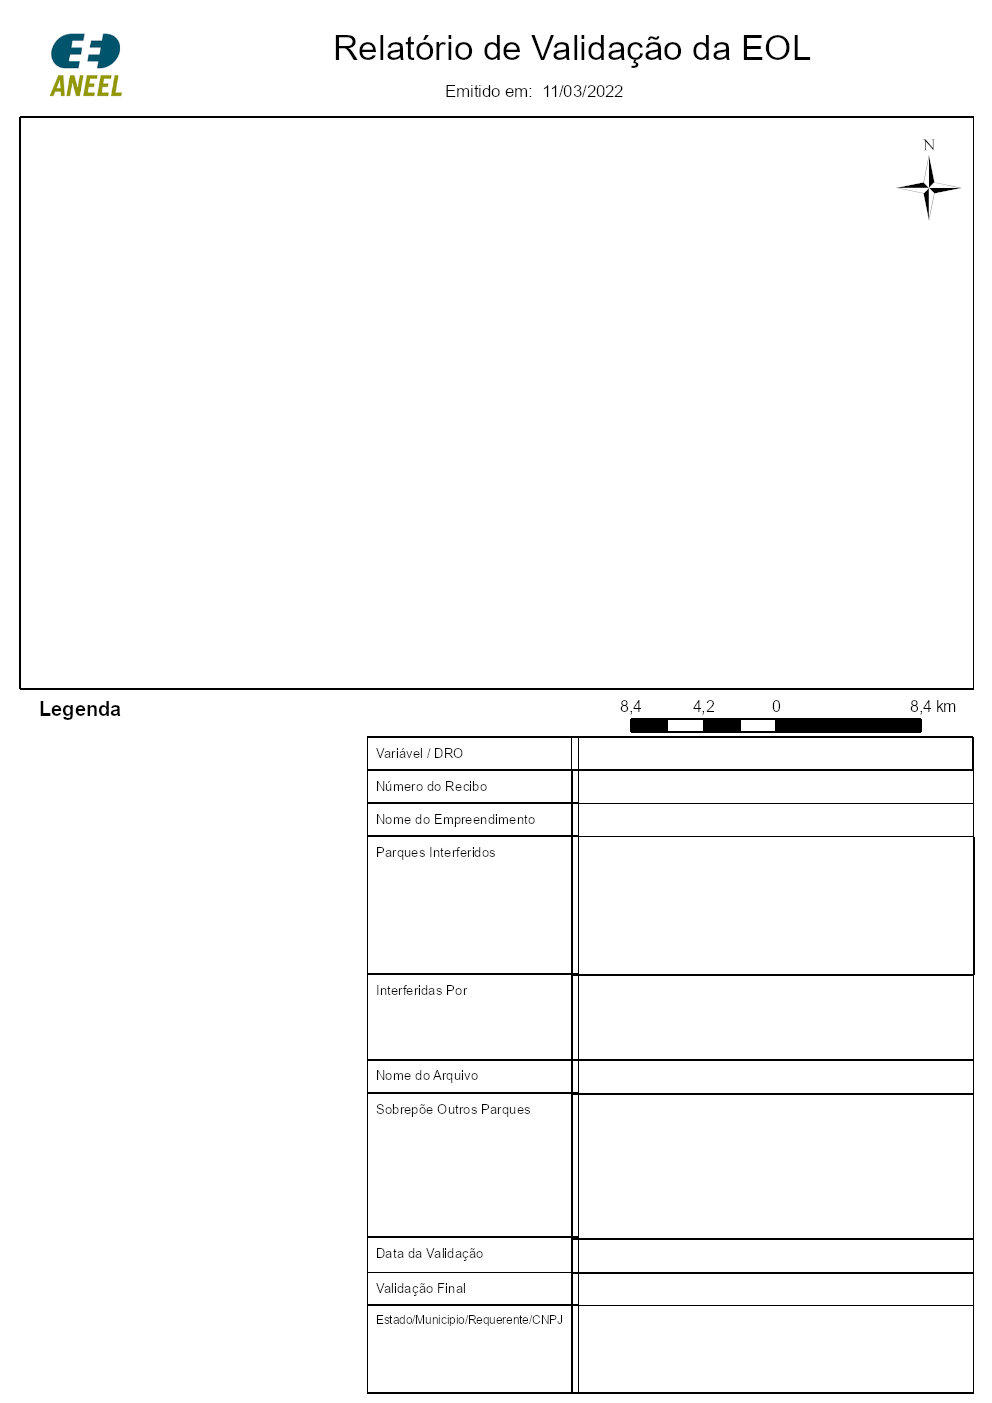 ANEEL
Relatório de Validação da EOL
Emitido em: 11/03/2022
N
Legenda
8,4 4,2 0 8,4 km
Variável / DRO
Número do Recibo
Nome do Empreendimento
Parques Interferidos
Interferidas Por
Nome do Arquivo
Sobrepõe Outros Parques
Data da Validação
Validação Final
Estado/Municipio/Requerente/CNPJ